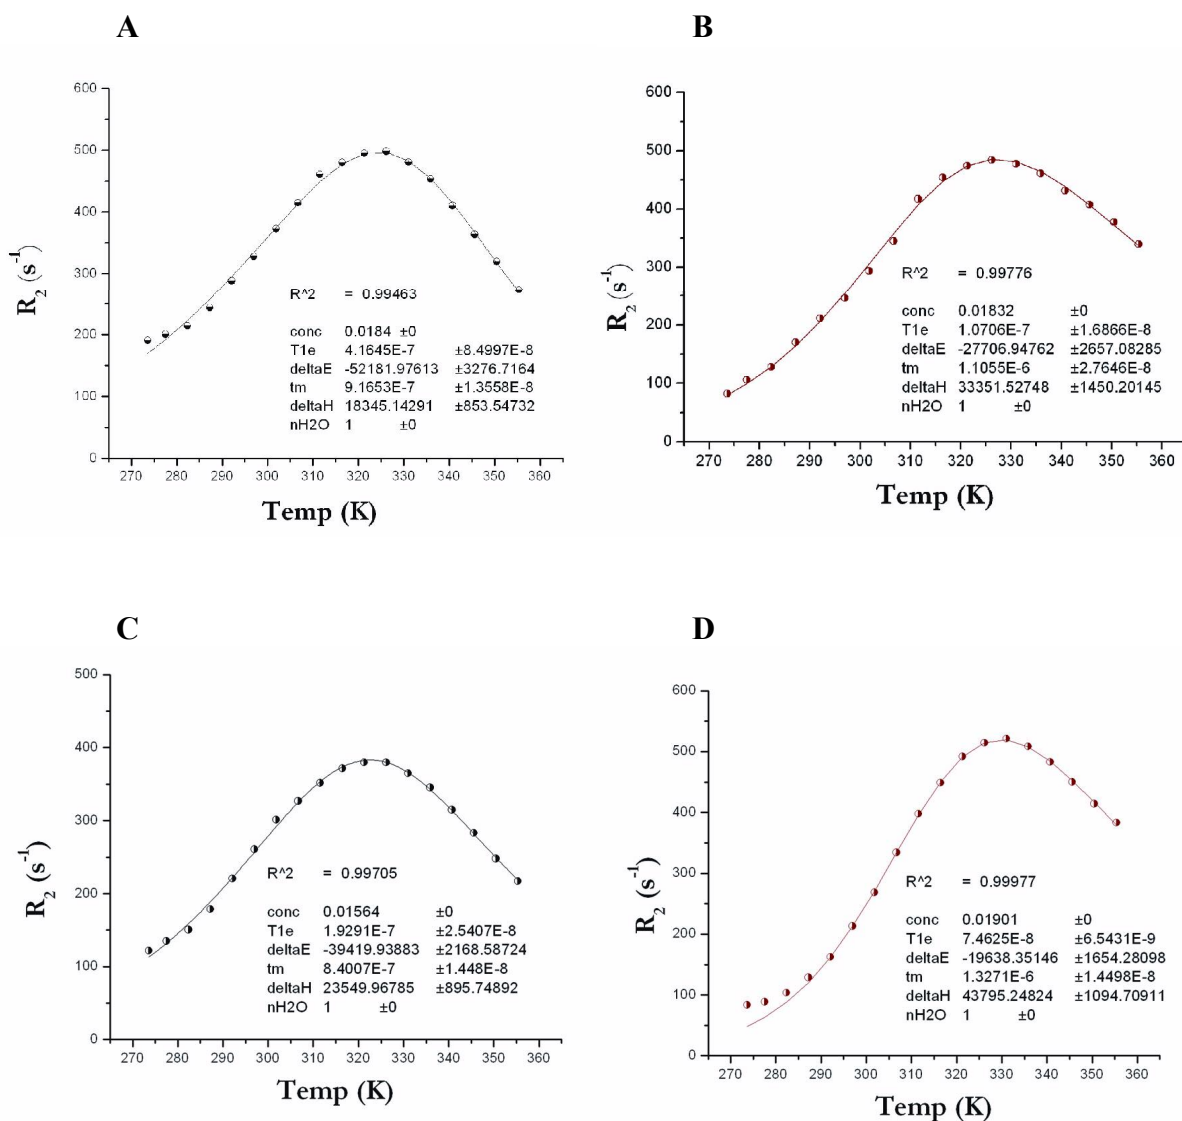 A
600
500
400
300
200
100
0
R₂ (s⁻¹)
R^2 = 0.99463
conc 0.0184 ±0
T1e 4.1645E-7 ±8.4997E-8
deltaE -52181.97613 ±3276.7164
tm 9.1653E-7 ±1.3558E-8
deltaH 18345.14291 ±853.54732
nH2O 1 ±0
270 280 290 300 310 320 330 340 350 360
Temp (K)
B
600
500
400
300
200
100
0
R₂ (s⁻¹)
R^2 = 0.99776
conc 0.01832 ±0
T1e 1.0706E-7 ±1.6866E-8
deltaE -27706.94762 ±2657.08285
tm 1.1055E-6 ±2.7646E-8
deltaH 33351.52748 ±1450.20145
nH2O 1 ±0
270 280 290 300 310 320 330 340 350 360
Temp (K)
C
500
400
300
200
100
0
R₂ (s⁻¹)
R^2 = 0.99705
conc 0.01564 ±0
T1e 1.9291E-7 ±2.5407E-8
deltaE -39419.93883 ±2168.58724
tm 8.4007E-7 ±1.448E-8
deltaH 23549.96785 ±895.74892
nH2O 1 ±0
270 280 290 300 310 320 330 340 350 360
Temp (K)
D
600
500
400
300
200
100
0
R₂ (s⁻¹)
R^2 = 0.99977
conc 0.01901 ±0
T1e 7.4625E-8 ±6.5431E-9
deltaE -19638.35146 ±1654.28098
tm 1.3271E-6 ±1.4498E-8
deltaH 43795.24824 ±1094.70911
nH2O 1 ±0
270 280 290 300 310 320 330 340 350 360
Temp (K)